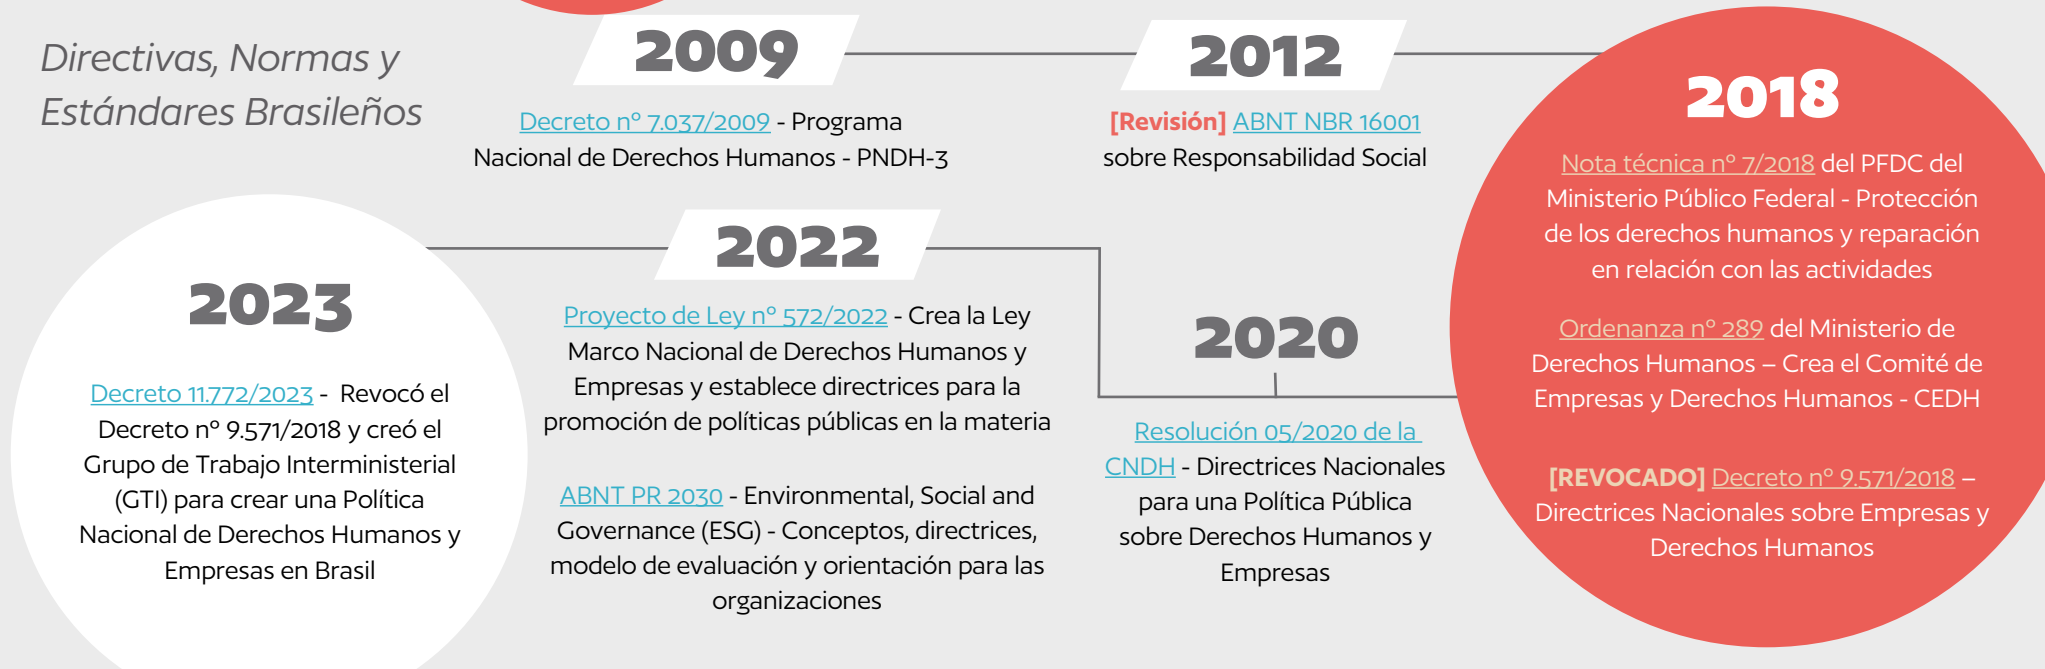 Directivas, Normas y
Estándares Brasileños
2009
Decreto nº 7.037/2009 - Programa
Nacional de Derechos Humanos - PNDH-3
2012
[Revisión] ABNT NBR 16001
sobre Responsabilidad Social
2018
Nota técnica nº 7/2018 del PFDC del
Ministerio Público Federal - Protección
de los derechos humanos y reparación
en relación con las actividades
Ordenanza nº 289 del Ministerio de
Derechos Humanos – Crea el Comité de
Empresas y Derechos Humanos - CEDH
[REVOCADO] Decreto nº 9.571/2018 –
Directrices Nacionales sobre Empresas y
Derechos Humanos
2020
Resolución 05/2020 de la
CNDH - Directrices Nacionales
para una Política Pública
sobre Derechos Humanos y
Empresas
2022
Proyecto de Ley nº 572/2022 - Crea la Ley
Marco Nacional de Derechos Humanos y
Empresas y establece directrices para la
promoción de políticas públicas en la materia
ABNT PR 2030 - Environmental, Social and
Governance (ESG) - Conceptos, directrices,
modelo de evaluación y orientación para las
organizaciones
2023
Decreto 11.772/2023 - Revocó el
Decreto nº 9.571/2018 y creó el
Grupo de Trabajo Interministerial
(GTI) para crear una Política
Nacional de Derechos Humanos y
Empresas en Brasil